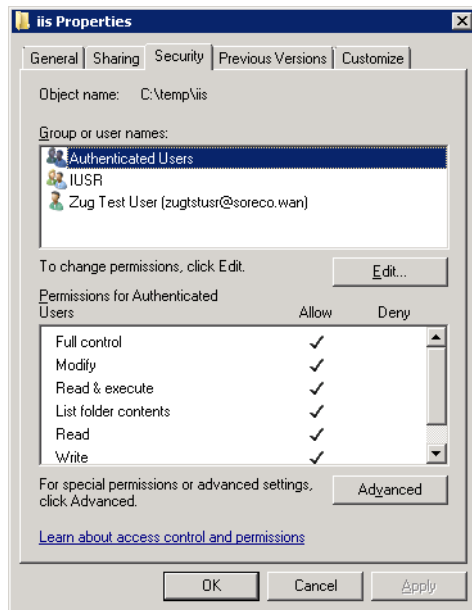 iis Properties
General Sharing Security Previous Versions Customize
Object name: C:\temp\iis
Group or user names:
Authenticated Users
IUSR
Zug Test User (zugtstusr@soreco.wan)
To change permissions, click Edit.
Edit...
Permissions for Authenticated
Users Allow Deny
Full control
Modify
Read & execute
List folder contents
Read
Write
For special permissions or advanced settings,
click Advanced.
Advanced
Learn about access control and permissions
OK Cancel Apply